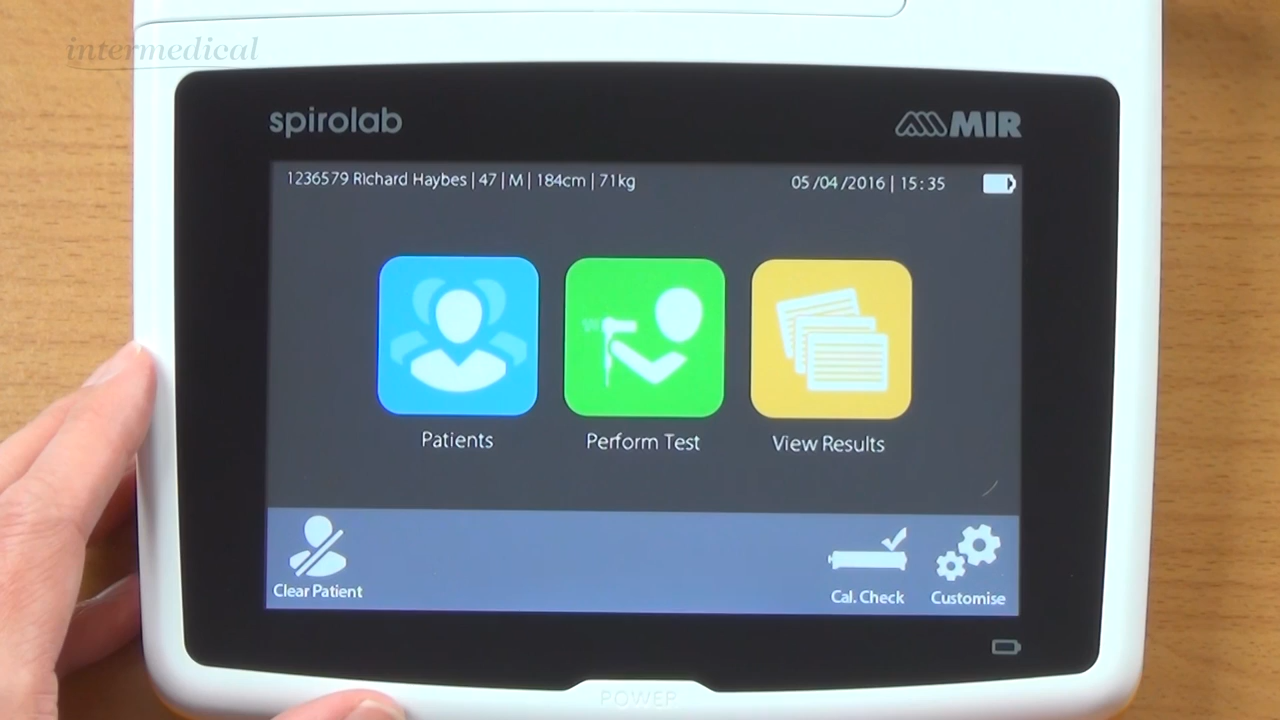 intermedical
spirolab
MIR
1236579 Richard Haybes | 47 | M | 184cm | 71kg
05/04/2016 | 15:35
Patients
Perform Test
View Results
Clear Patient
Cal. Check
Customise
POWER